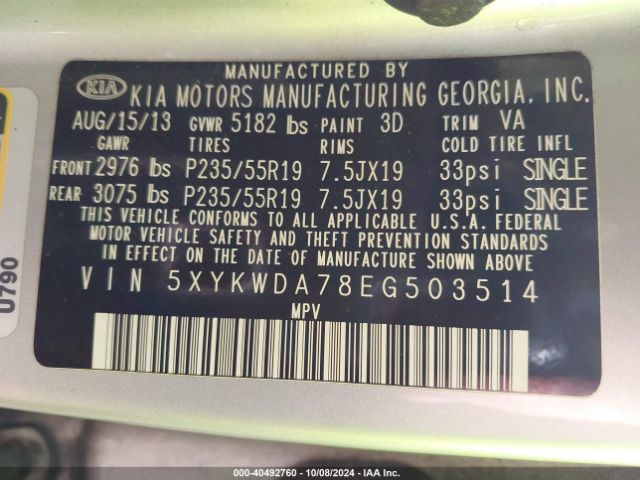 MANUFACTURED BY
KIA KIA MOTORS MANUFACTURING GEORGIA, INC.
AUG/15/13 GVWR 5182 lbs PAINT 3D TRIM VA
GAWR TIRES RIMS COLD TIRE INFL
FRONT 2976 lbs P235/55R19 7.5JX19 33psi SINGLE
REAR 3075 lbs P235/55R19 7.5JX19 33psi SINGLE
THIS VEHICLE CONFORMS TO ALL APPLICABLE U.S.A. FEDERAL
MOTOR VEHICLE SAFETY AND THEFT PREVENTION STANDARDS
IN EFFECT ON THE DATE OF MANUFACTURE SHOWN ABOVE.
VIN 5XYKWDA78EG503514
MPV
0790
000-40492760 - 10/08/2024 - IAA Inc.